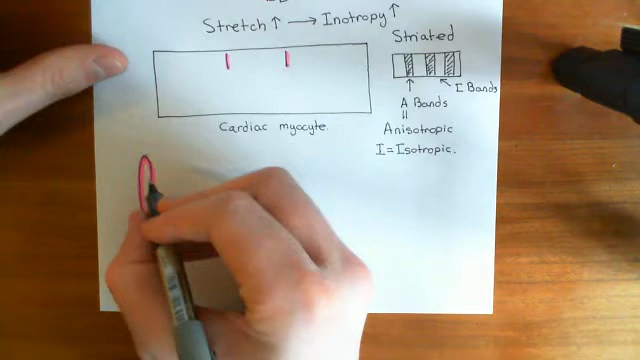 Stretch↑ → Inotropy↑
Striated
I Bands
A Bands
=
Anisotropic
I = Isotropic.
Cardiac myocyte.